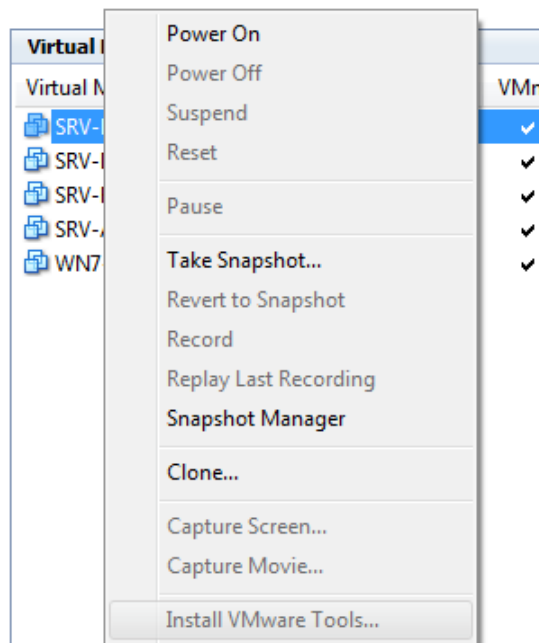 Virtual
Virtual
VMr
Power On
Power Off
Suspend
Reset
Pause
Take Snapshot...
Revert to Snapshot
Record
Replay Last Recording
Snapshot Manager
Clone...
Capture Screen...
Capture Movie...
Install VMware Tools...
SRV-
SRV-
SRV-
SRV-
WN7